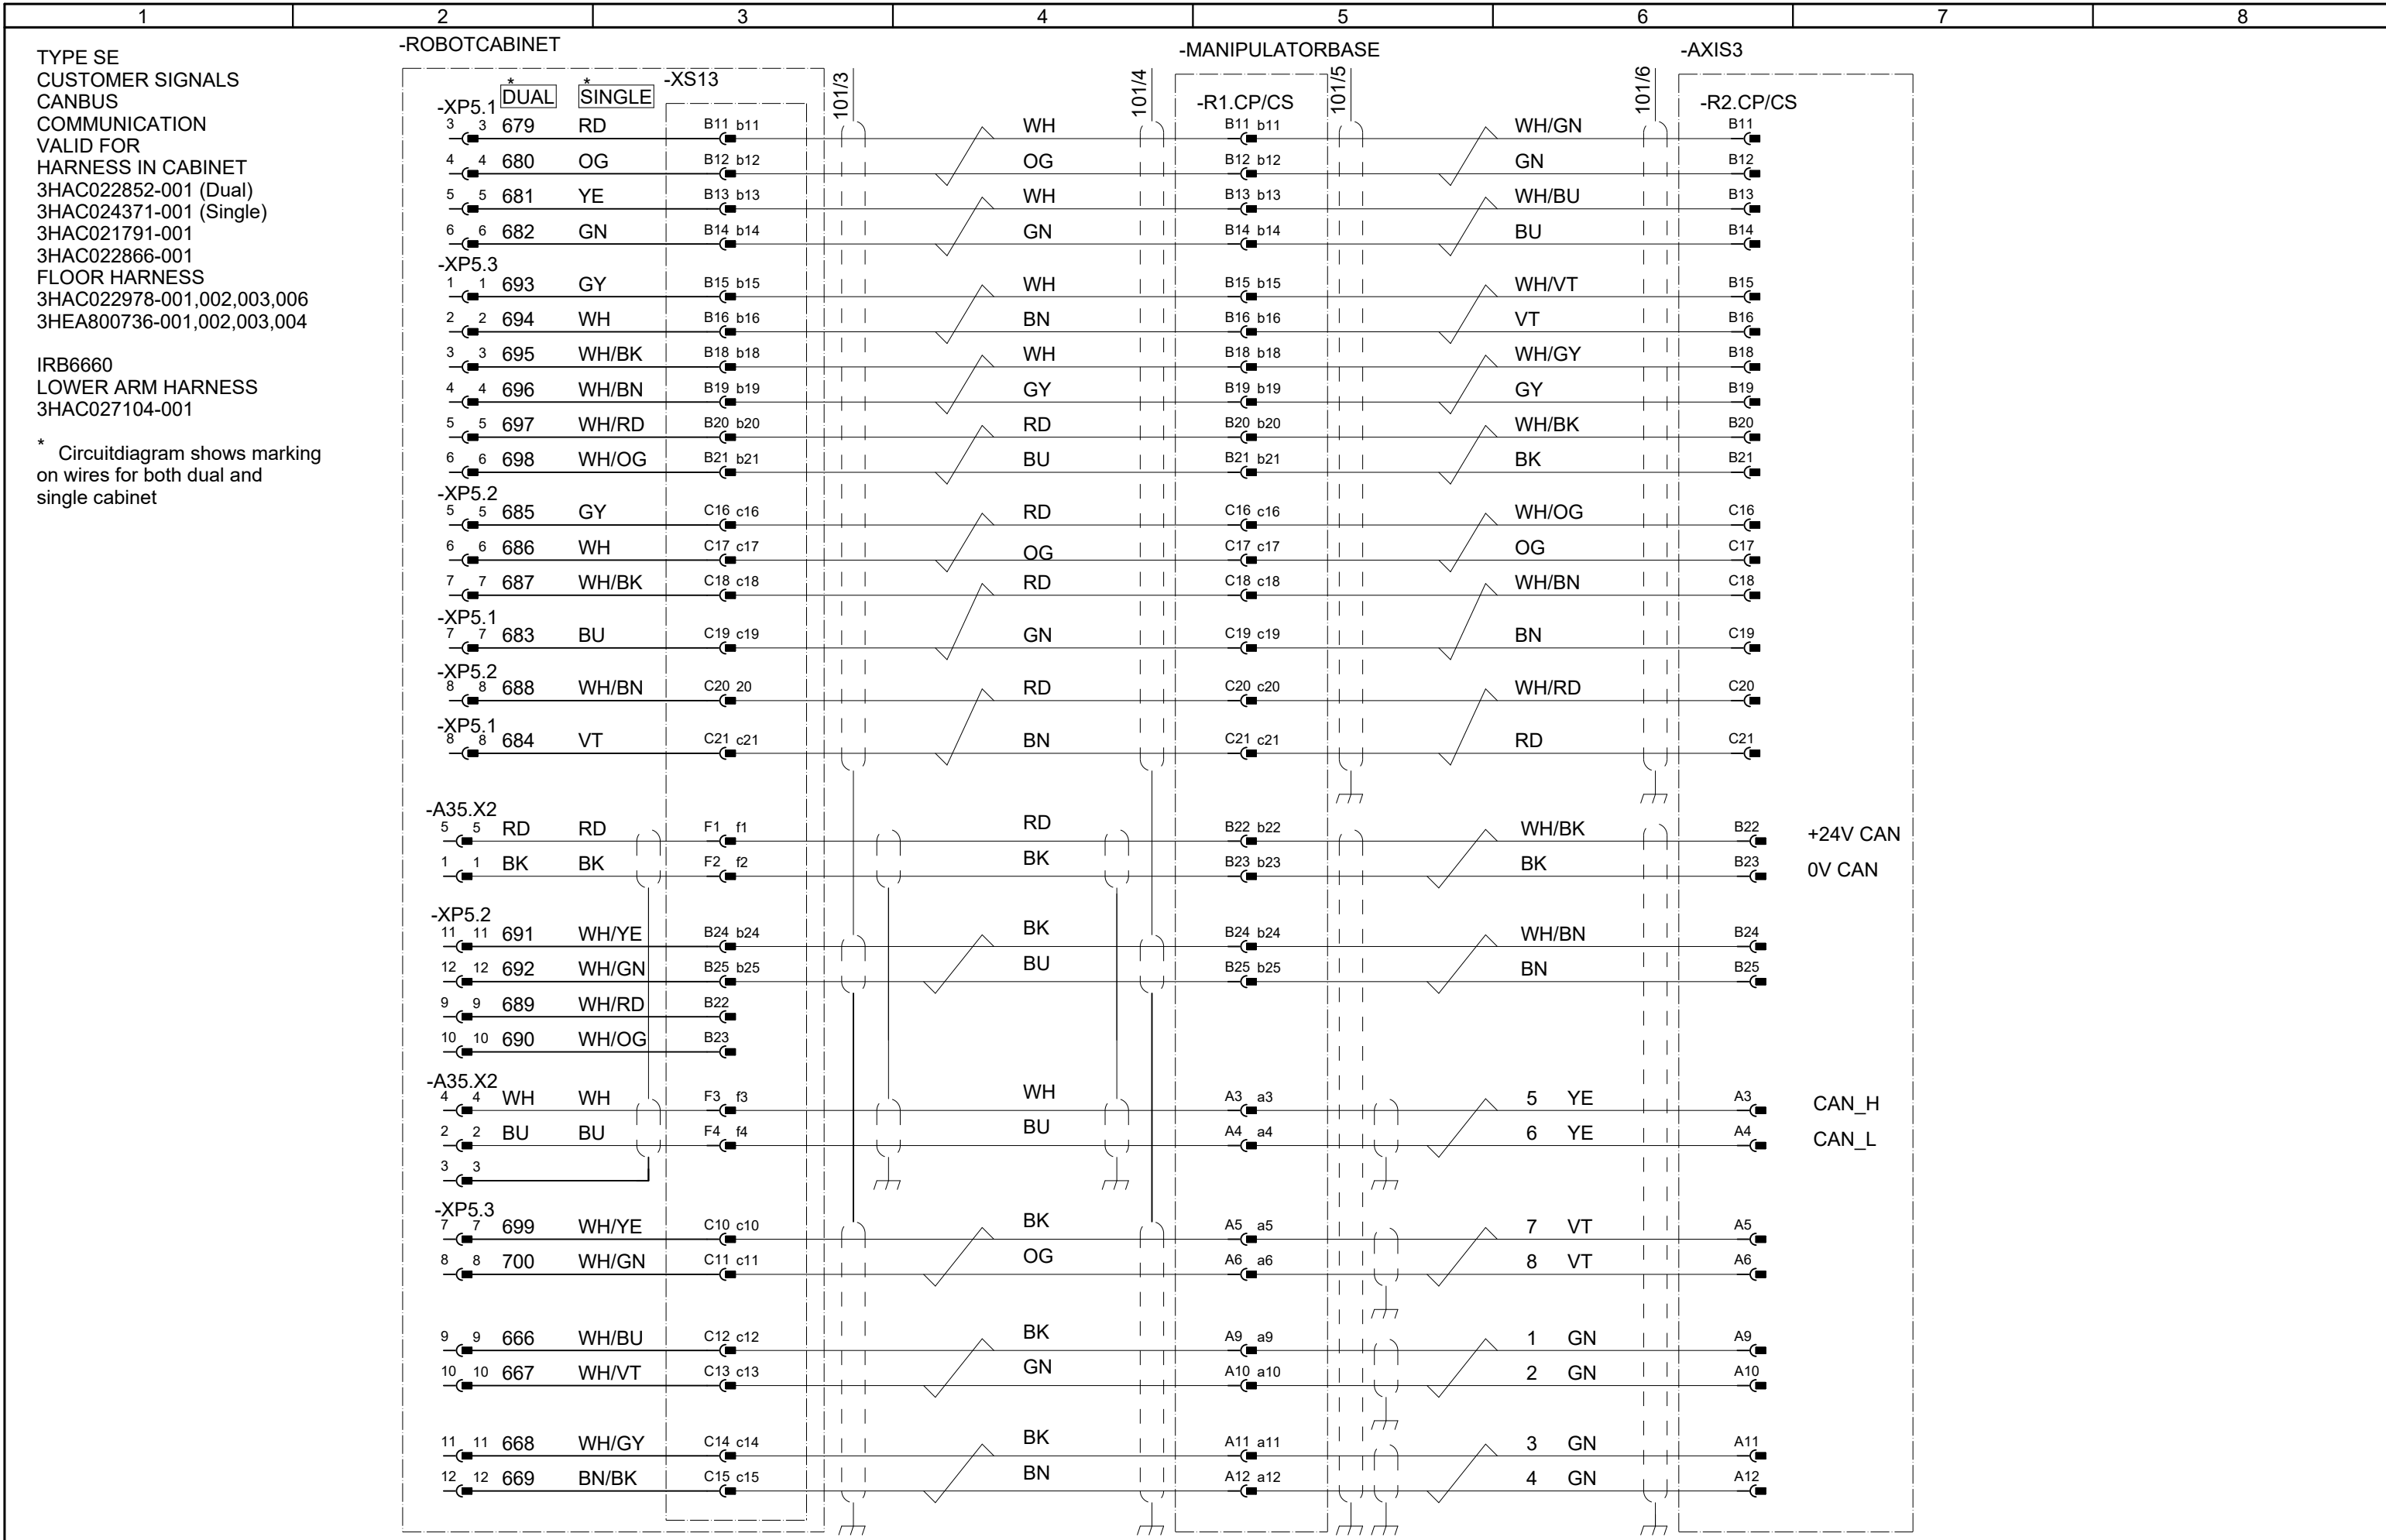 1 2 3 4 5 6 7 8
TYPE SE
CUSTOMER SIGNALS
CANBUS
COMMUNICATION
VALID FOR
HARNESS IN CABINET
3HAC022852-001 (Dual)
3HAC024371-001 (Single)
3HAC021791-001
3HAC022866-001
FLOOR HARNESS
3HAC022978-001,002,003,006
3HEA800736-001,002,003,004
IRB6660
LOWER ARM HARNESS
3HAC027104-001
* Circuitdiagram shows marking
on wires for both dual and
single cabinet
-ROBOTCABINET -MANIPULATORBASE -AXIS3
* * -XS13 101/3 101/4 101/5 101/6
DUAL SINGLE -R1.CP/CS -R2.CP/CS
-XP5.1
3 3 679 RD B11 b11 WH B11 b11 WH/GN B11
4 4 680 OG B12 b12 OG B12 b12 GN B12
5 5 681 YE B13 b13 WH B13 b13 WH/BU B13
6 6 682 GN B14 b14 GN B14 b14 BU B14
-XP5.3
1 1 693 GY B15 b15 WH B15 b15 WH/VT B15
2 2 694 WH B16 b16 BN B16 b16 VT B16
3 3 695 WH/BK B18 b18 WH B18 b18 WH/GY B18
4 4 696 WH/BN B19 b19 GY B19 b19 GY B19
5 5 697 WH/RD B20 b20 RD B20 b20 WH/BK B20
6 6 698 WH/OG B21 b21 BU B21 b21 BK B21
-XP5.2
5 5 685 GY C16 c16 RD C16 c16 WH/OG C16
6 6 686 WH C17 c17 OG C17 c17 OG C17
7 7 687 WH/BK C18 c18 RD C18 c18 WH/BN C18
-XP5.1
7 7 683 BU C19 c19 GN C19 c19 BN C19
-XP5.2
8 8 688 WH/BN C20 20 RD C20 c20 WH/RD C20
-XP5.1
8 8 684 VT C21 c21 BN C21 c21 RD C21
-A35.X2
5 5 RD RD F1 f1 RD B22 b22 WH/BK B22 +24V CAN
1 1 BK BK F2 f2 BK B23 b23 BK B23 0V CAN
-XP5.2
11 11 691 WH/YE B24 b24 BK B24 b24 WH/BN B24
12 12 692 WH/GN B25 b25 BU B25 b25 BN B25
9 9 689 WH/RD B22
10 10 690 WH/OG B23
-A35.X2
4 4 WH WH F3 f3 WH A3 a3 5 YE A3 CAN_H
2 2 BU BU F4 f4 BU A4 a4 6 YE A4 CAN_L
3 3
-XP5.3
7 7 699 WH/YE C10 c10 BK A5 a5 7 VT A5
8 8 700 WH/GN C11 c11 OG A6 a6 8 VT A6
9 9 666 WH/BU C12 c12 BK A9 a9 1 GN A9
10 10 667 WH/VT C13 c13 GN A10 a10 2 GN A10
11 11 668 WH/GY C14 c14 BK A11 a11 3 GN A11
12 12 669 BN/BK C15 c15 BN A12 a12 4 GN A12